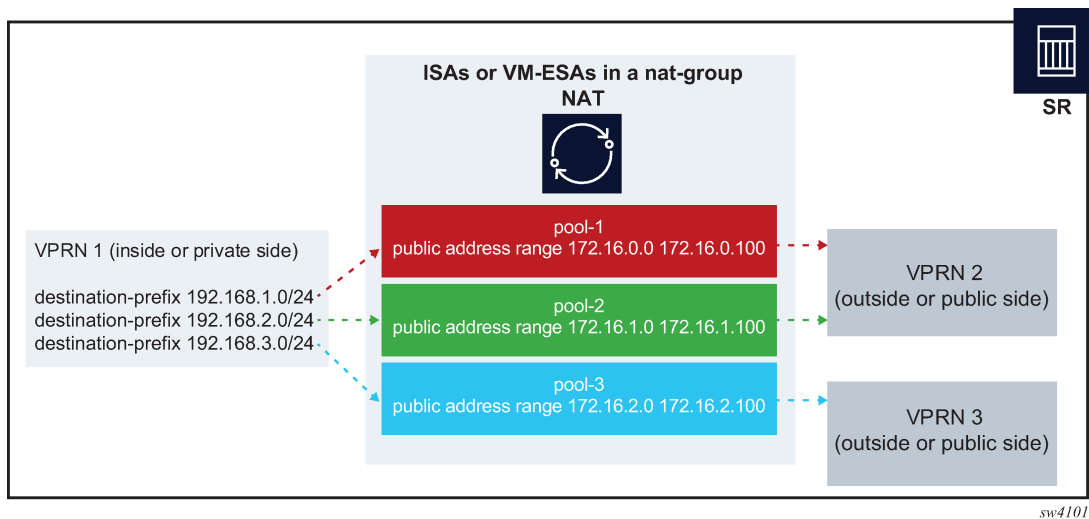 SR
ISAs or VM-ESAs in a nat-group
NAT
VPRN 1 (inside or private side)
destination-prefix 192.168.1.0/24
destination-prefix 192.168.2.0/24
destination-prefix 192.168.3.0/24
pool-1
public address range 172.16.0.0 172.16.0.100
pool-2
public address range 172.16.1.0 172.16.1.100
pool-3
public address range 172.16.2.0 172.16.2.100
VPRN 2
(outside or public side)
VPRN 3
(outside or public side)
sw4101